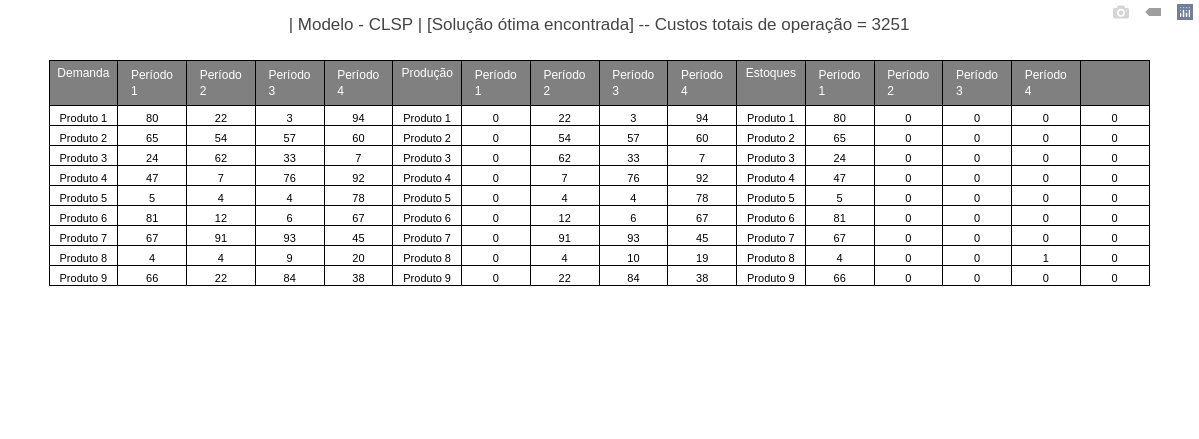 | Modelo - CLSP | [Solução ótima encontrada] -- Custos totais de operação = 3251
Demanda Período 1 Período 2 Período 3 Período 4 Produção Período 1 Período 2 Período 3 Período 4 Estoques Período 1 Período 2 Período 3 Período 4
Produto 1 80 22 3 94 Produto 1 0 22 3 94 Produto 1 80 0 0 0 0
Produto 2 65 54 57 60 Produto 2 0 54 57 60 Produto 2 65 0 0 0 0
Produto 3 24 62 33 7 Produto 3 0 62 33 7 Produto 3 24 0 0 0 0
Produto 4 47 7 76 92 Produto 4 0 7 76 92 Produto 4 47 0 0 0 0
Produto 5 5 4 4 78 Produto 5 0 4 4 78 Produto 5 5 0 0 0 0
Produto 6 81 12 6 67 Produto 6 0 12 6 67 Produto 6 81 0 0 0 0
Produto 7 67 91 93 45 Produto 7 0 91 93 45 Produto 7 67 0 0 0 0
Produto 8 4 4 9 20 Produto 8 0 4 10 19 Produto 8 4 0 0 1 0
Produto 9 66 22 84 38 Produto 9 0 22 84 38 Produto 9 66 0 0 0 0